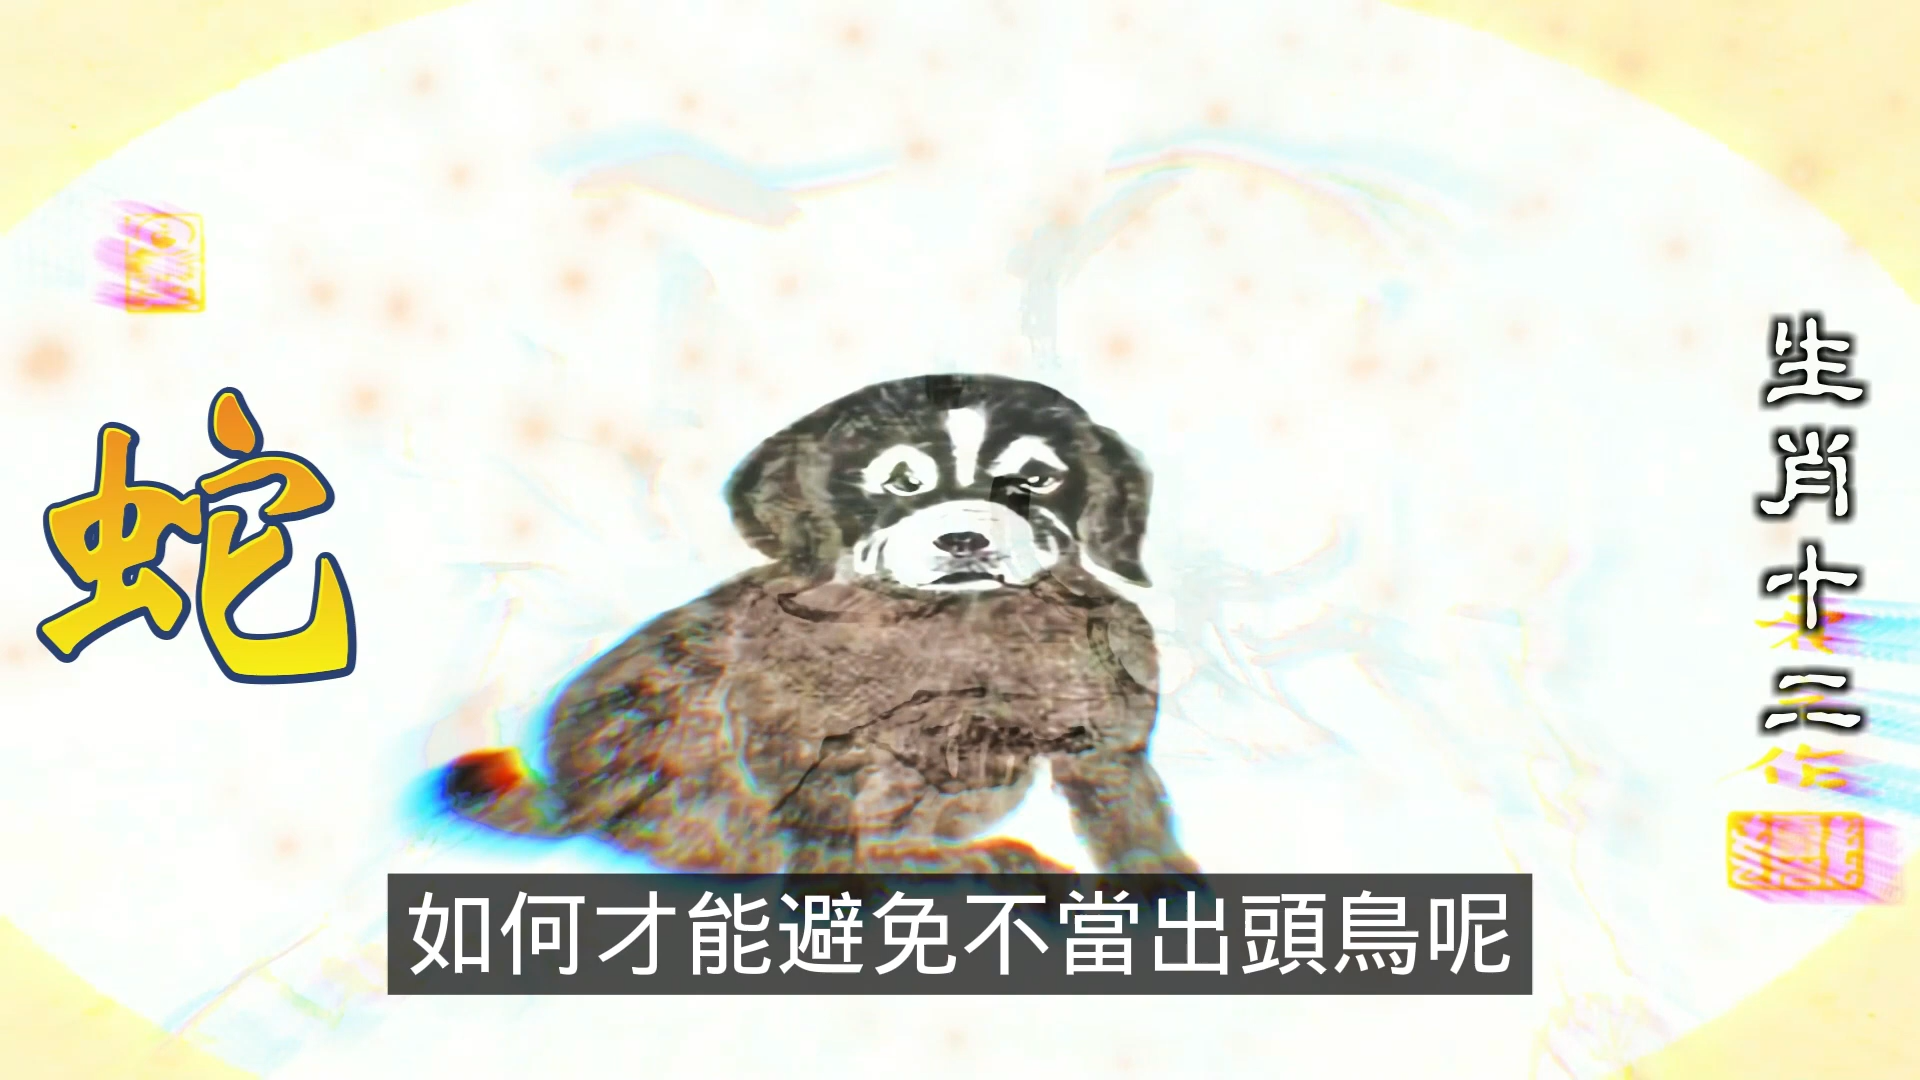 蛇
生肖十二
如何才能避免不當出頭鳥呢